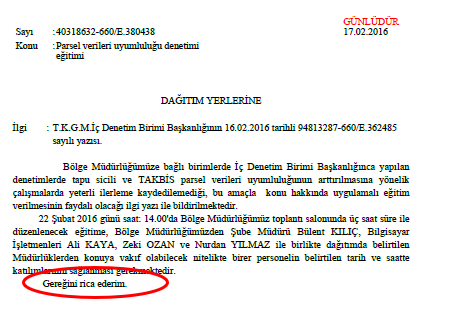 GÜNLÜDÜR
Sayı : 40318632-660/E.380438 17.02.2016
Konu : Parsel verileri uyumluluğu denetimi
eğitimi
DAĞITIM YERLERİNE
İlgi : T.K.G.M.İç Denetim Birimi Başkanlığının 16.02.2016 tarihli 94813287-660/E.362485
sayılı yazısı.
Bölge Müdürlüğümüze bağlı birimlerde İç Denetim Birimi Başkanlığınca yapılan
denetimlerde tapu sicili ve TAKBİS parsel verileri uyumluluğunun arttırılmasına yönelik
çalışmalarda yeterli ilerleme kaydedilemediği, bu amaçla konu hakkında uygulamalı eğitim
verilmesinin faydalı olacağı ilgi yazı ile bildirilmektedir.
22 Şubat 2016 günü saat: 14.00'da Bölge Müdürlüğümüz toplantı salonunda üç saat süre ile
düzenlenecek eğitime, Bölge Müdürlüğümüzden Şube Müdürü Bülent KILIÇ, Bilgisayar
İşletmenleri Ali KAYA, Zeki OZAN ve Nurdan YILMAZ ile birlikte dağıtımda belirtilen
Müdürlüklerden konuya vakıf olabilecek nitelikte birer personelin belirtilen tarih ve saatte
katılımlarının sağlanması gerekmektedir.
Gereğini rica ederim.